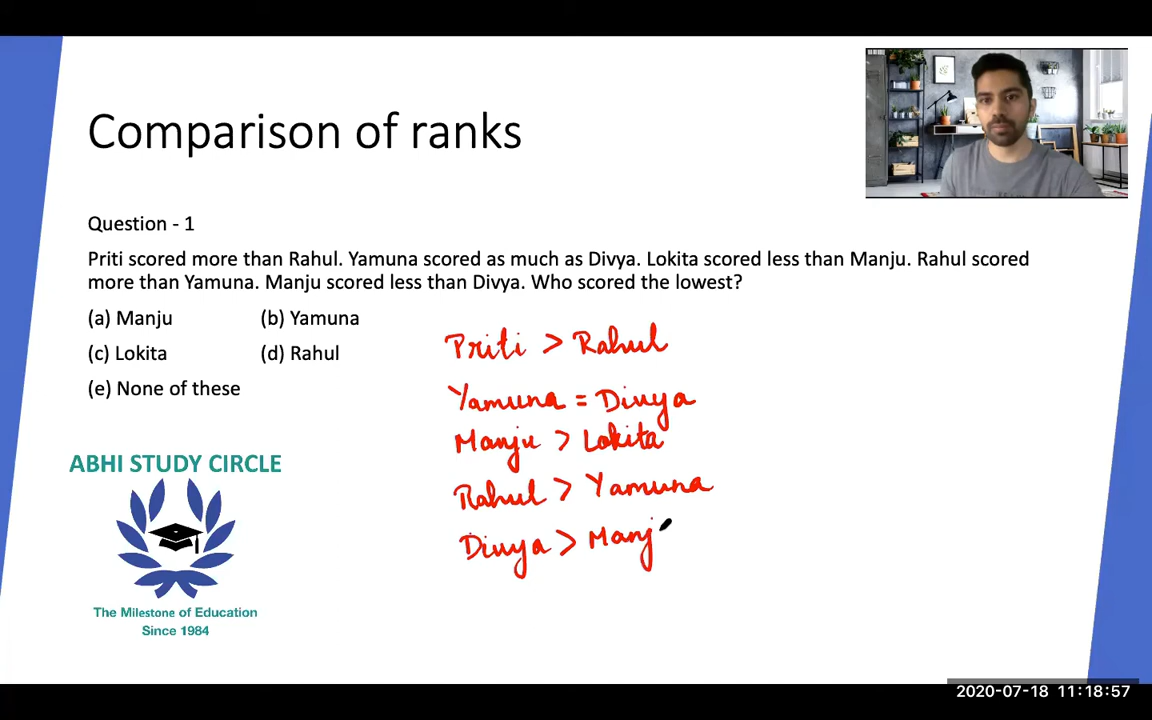 Comparison of ranks
Question - 1
Priti scored more than Rahul. Yamuna scored as much as Divya. Lokita scored less than Manju. Rahul scored
more than Yamuna. Manju scored less than Divya. Who scored the lowest?
(a) Manju (b) Yamuna
(c) Lokita (d) Rahul
(e) None of these
Priti > Rahul
Yamuna = Divya
Manju > Lokita
Rahul > Yamuna
Divya > Manj
ABHI STUDY CIRCLE
The Milestone of Education
Since 1984
2020-07-18 11:18:57